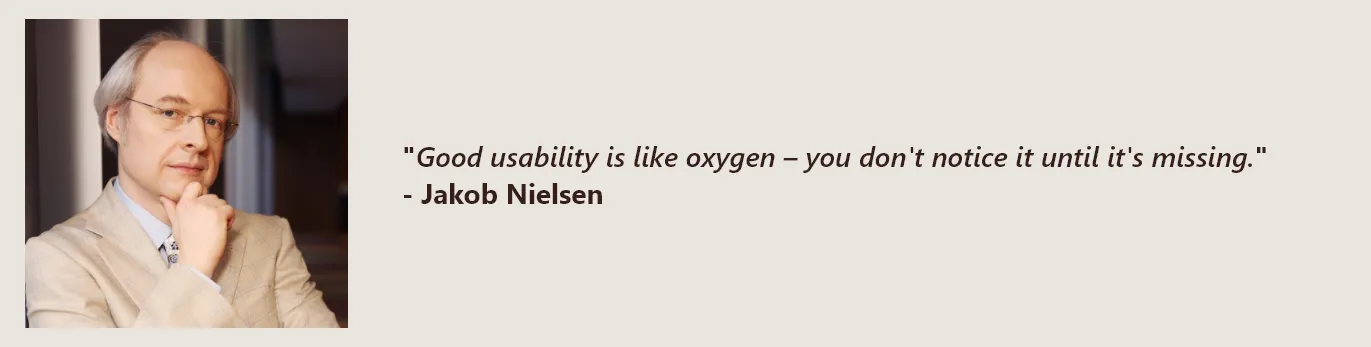 "Good usability is like oxygen – you don't notice it until it's missing."
- Jakob Nielsen